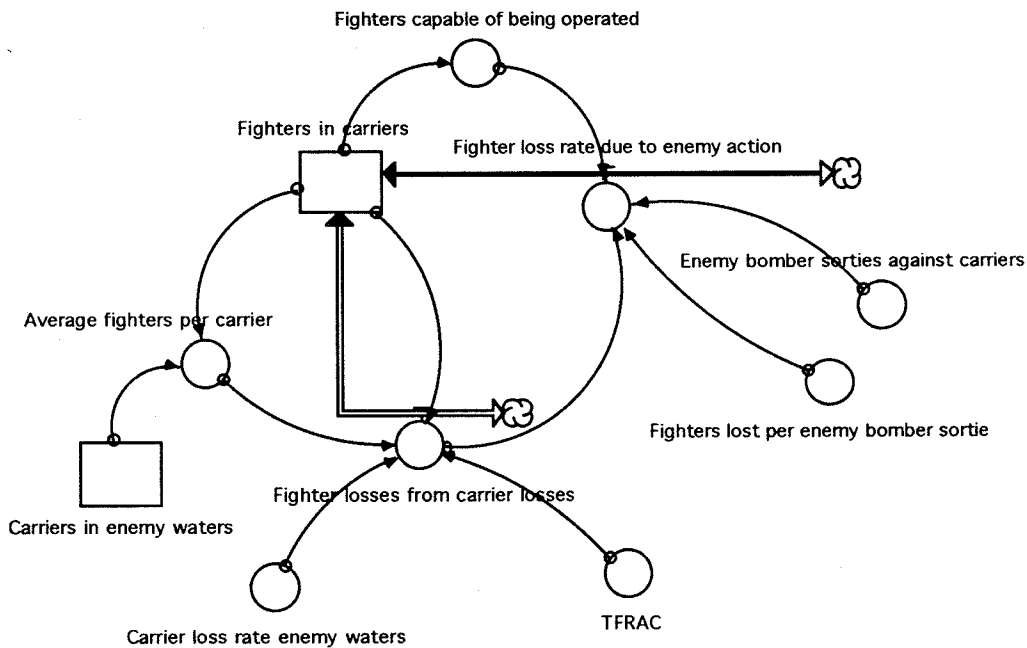 Fighters capable of being operated
Fighters in carriers
Fighter loss rate due to enemy action
Enemy bomber sorties against carriers
Average fighters per carrier
Fighters lost per enemy bomber sortie
Fighter losses from carrier losses
Carriers in enemy waters
TFRAC
Carrier loss rate enemy waters